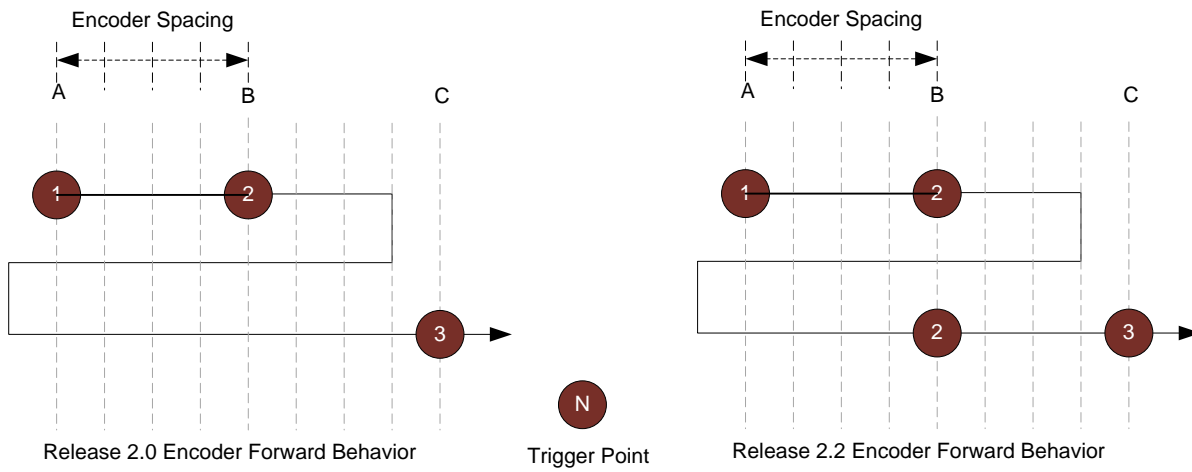 Encoder Spacing
A
B
C
1
2
3
Release 2.0 Encoder Forward Behavior
N
Trigger Point
Encoder Spacing
A
B
C
1
2
2
3
Release 2.2 Encoder Forward Behavior